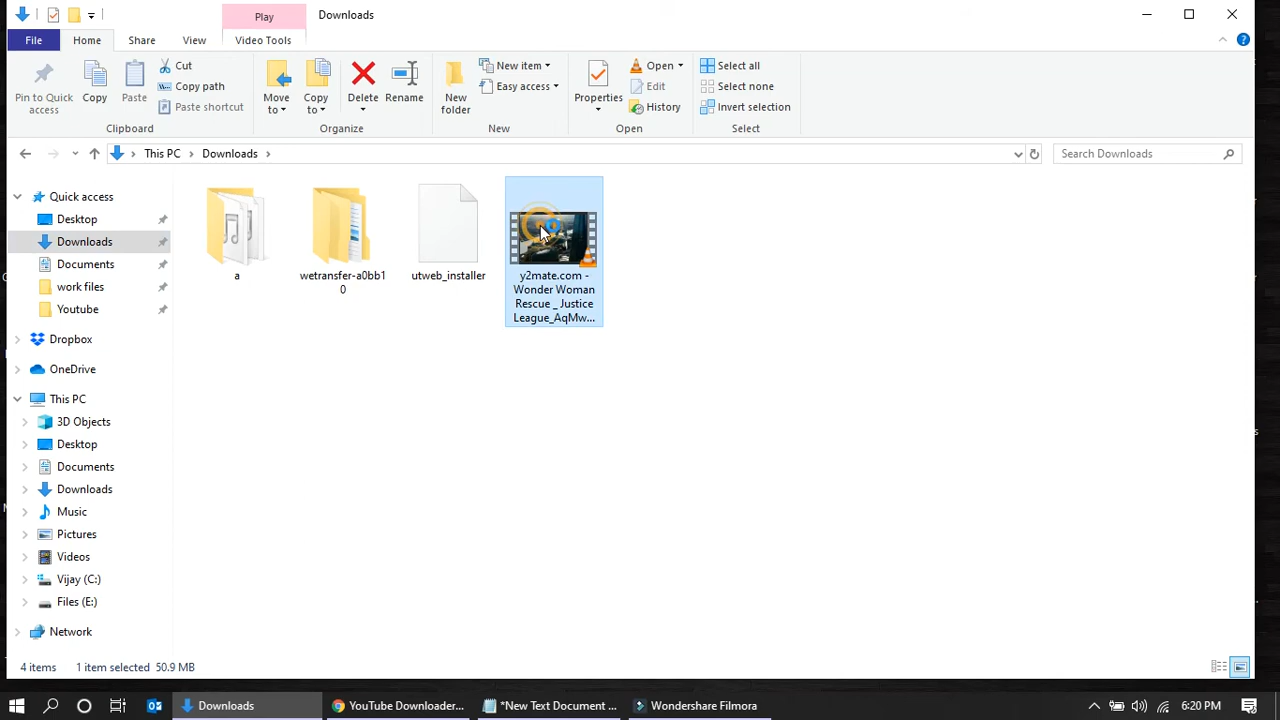 Play
Downloads
File
Home
Share
View
Video Tools
Pin to Quick
access
Copy
Paste
Cut
Copy path
Paste shortcut
Clipboard
Move
to
Copy
to
Delete
Rename
Organize
New
folder
New item
Easy access
New
Properties
Open
Edit
History
Open
Select all
Select none
Invert selection
Select
This PC
Downloads
Search Downloads
Quick access
Desktop
Downloads
Documents
work files
Youtube
Dropbox
OneDrive
This PC
3D Objects
Desktop
Documents
Downloads
Music
Pictures
Videos
Vijay (C:)
Files (E:)
Network
a
wetransfer-a0bb1
0
utweb_installer
y2mate.com -
Wonder Woman
Rescue _ Justice
League_AqMw...
4 items
1 item selected 50.9 MB
Downloads
YouTube Downloader...
*New Text Document ...
Wondershare Filmora
6:20 PM